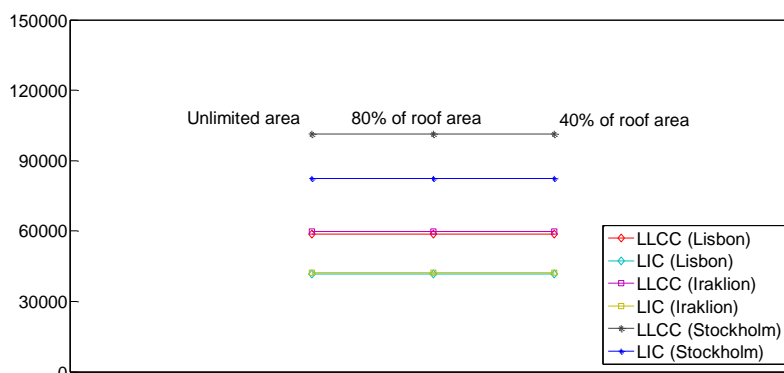 150000
120000
90000
60000
30000
0
Unlimited area
80% of roof area
40% of roof area
LLCC (Lisbon)
LIC (Lisbon)
LLCC (Iraklion)
LIC (Iraklion)
LLCC (Stockholm)
LIC (Stockholm)